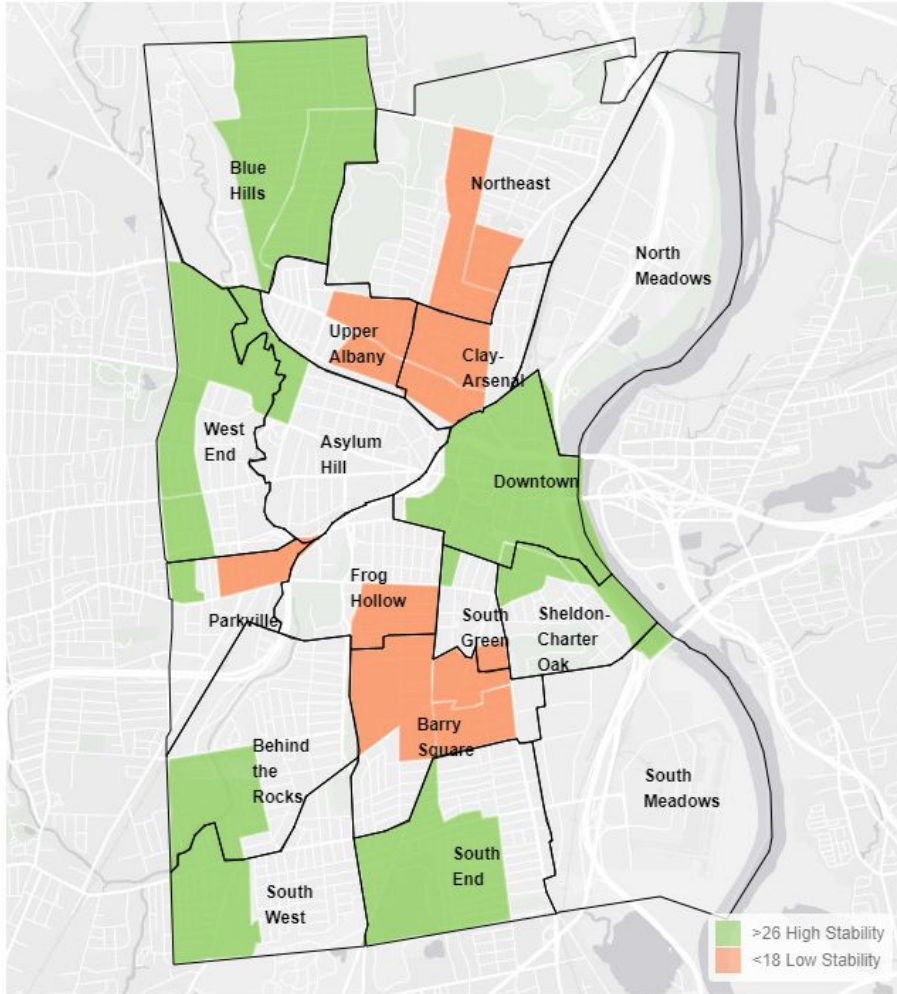 Blue
Hills
Northeast
North
Meadows
Upper
Albany
Clay-
Arsenal
West
End
Asylum
Hill
Downtown
Frog
Hollow
Parkville
South
Green
Sheldon-
Charter
Oak
Barry
Square
Behind
the
Rocks
South
Meadows
South
End
South
West
>26 High Stability
<18 Low Stability